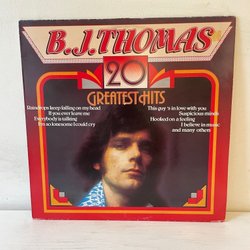 B.J.THOMAS
20
GREATEST HITS
Raindrops keep falling on my head
If you ever leave me
Everybody is talking
I'm so lonesome I could cry
This guy's in love with you
Suspicious minds
Hooked on a feeling
I believe in music
and many others